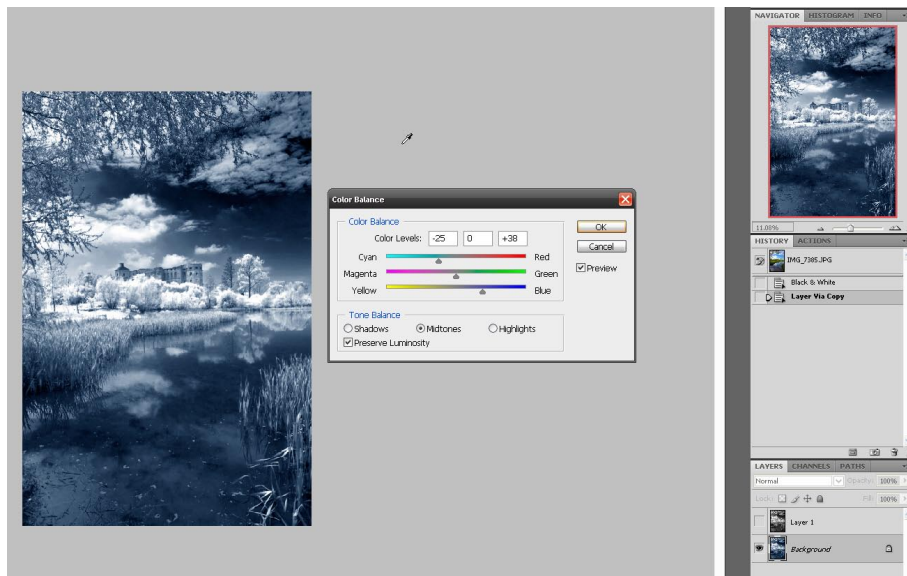 NAVIGATOR HISTOGRAM INFO
11.08%
HISTORY ACTIONS
IMG_7385.JPG
Black & White
Layer Via Copy
Color Balance
Color Balance
Color Levels: -25 0 +38
Cyan Red
Magenta Green
Yellow Blue
Tone Balance
Shadows Midtones Highlights
Preserve Luminosity
OK
Cancel
Preview
LAYERS CHANNELS PATHS
Normal Opacity: 100%
Lock: Fill: 100%
Layer 1
Background